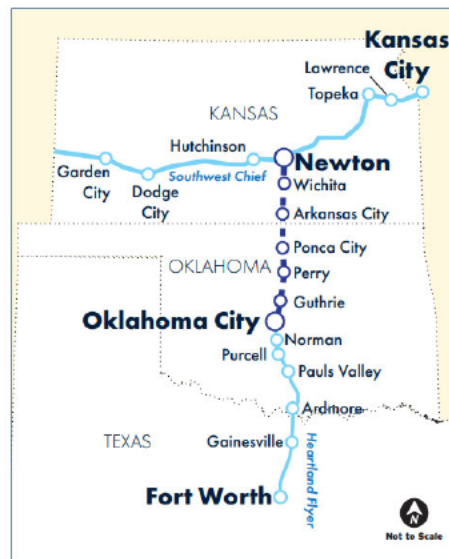 Kansas
City
Lawrence
Topeka
KANSAS
Hutchinson
Newton
Southwest Chief
Garden
City
Dodge
City
Wichita
Arkansas City
Ponca City
OKLAHOMA
Perry
Guthrie
Oklahoma City
Norman
Purcell
Pauls Valley
Ardmore
TEXAS
Gainesville
Heartland Flyer
Fort Worth
N
Not to Scale